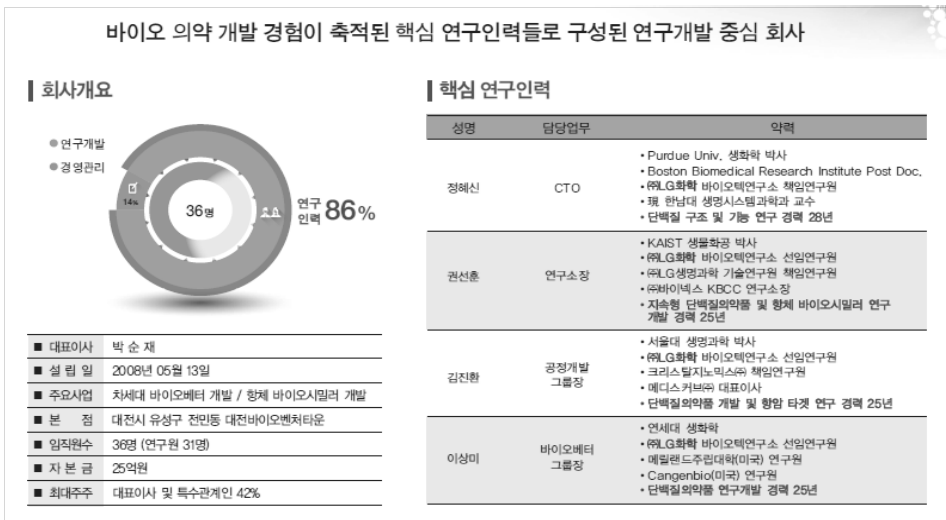 바이오 의약 개발 경험이 축적된 핵심 연구인력들로 구성된 연구개발 중심 회사
회사개요
연구개발
경영관리
14%
36명
연구
인력 86%
■ 대표이사 박 순 재
■ 설 립 일 2008년 05월 13일
■ 주요사업 차세대 바이오베터 개발 / 항체 바이오시밀러 개발
■ 본 점 대전시 유성구 전민동 대전바이오벤처타운
■ 임직원수 36명 (연구원 31명)
■ 자 본 금 25억원
■ 최대주주 대표이사 및 특수관계인 42%
핵심 연구인력
성명 담당업무 약력
정혜신 CTO
• Purdue Univ. 생화학 박사
• Boston Biomedical Research Institute Post Doc.
• ㈜LG화학 바이오텍연구소 책임연구원
• 現 한남대 생명시스템과학과 교수
• 단백질 구조 및 기능 연구 경력 28년
권선훈 연구소장
• KAIST 생물화공 박사
• ㈜LG화학 바이오텍연구소 선임연구원
• ㈜LG생명과학 기술연구원 책임연구원
• ㈜바이넥스 KBCC 연구소장
• 지속형 단백질의약품 및 항체 바이오시밀러 연구
개발 경력 25년
김진환 공정개발
그룹장
• 서울대 생명과학 박사
• ㈜LG화학 바이오텍연구소 선임연구원
• 크리스탈지노믹스㈜ 책임연구원
• 메디스커브㈜ 대표이사
• 단백질의약품 개발 및 항암 타겟 연구 경력 25년
이상미 바이오베터
그룹장
• 연세대 생화학
• ㈜LG화학 바이오텍연구소 선임연구원
• 메릴랜드주립대학(미국) 연구원
• Cangenbio(미국) 연구원
• 단백질의약품 연구개발 경력 25년